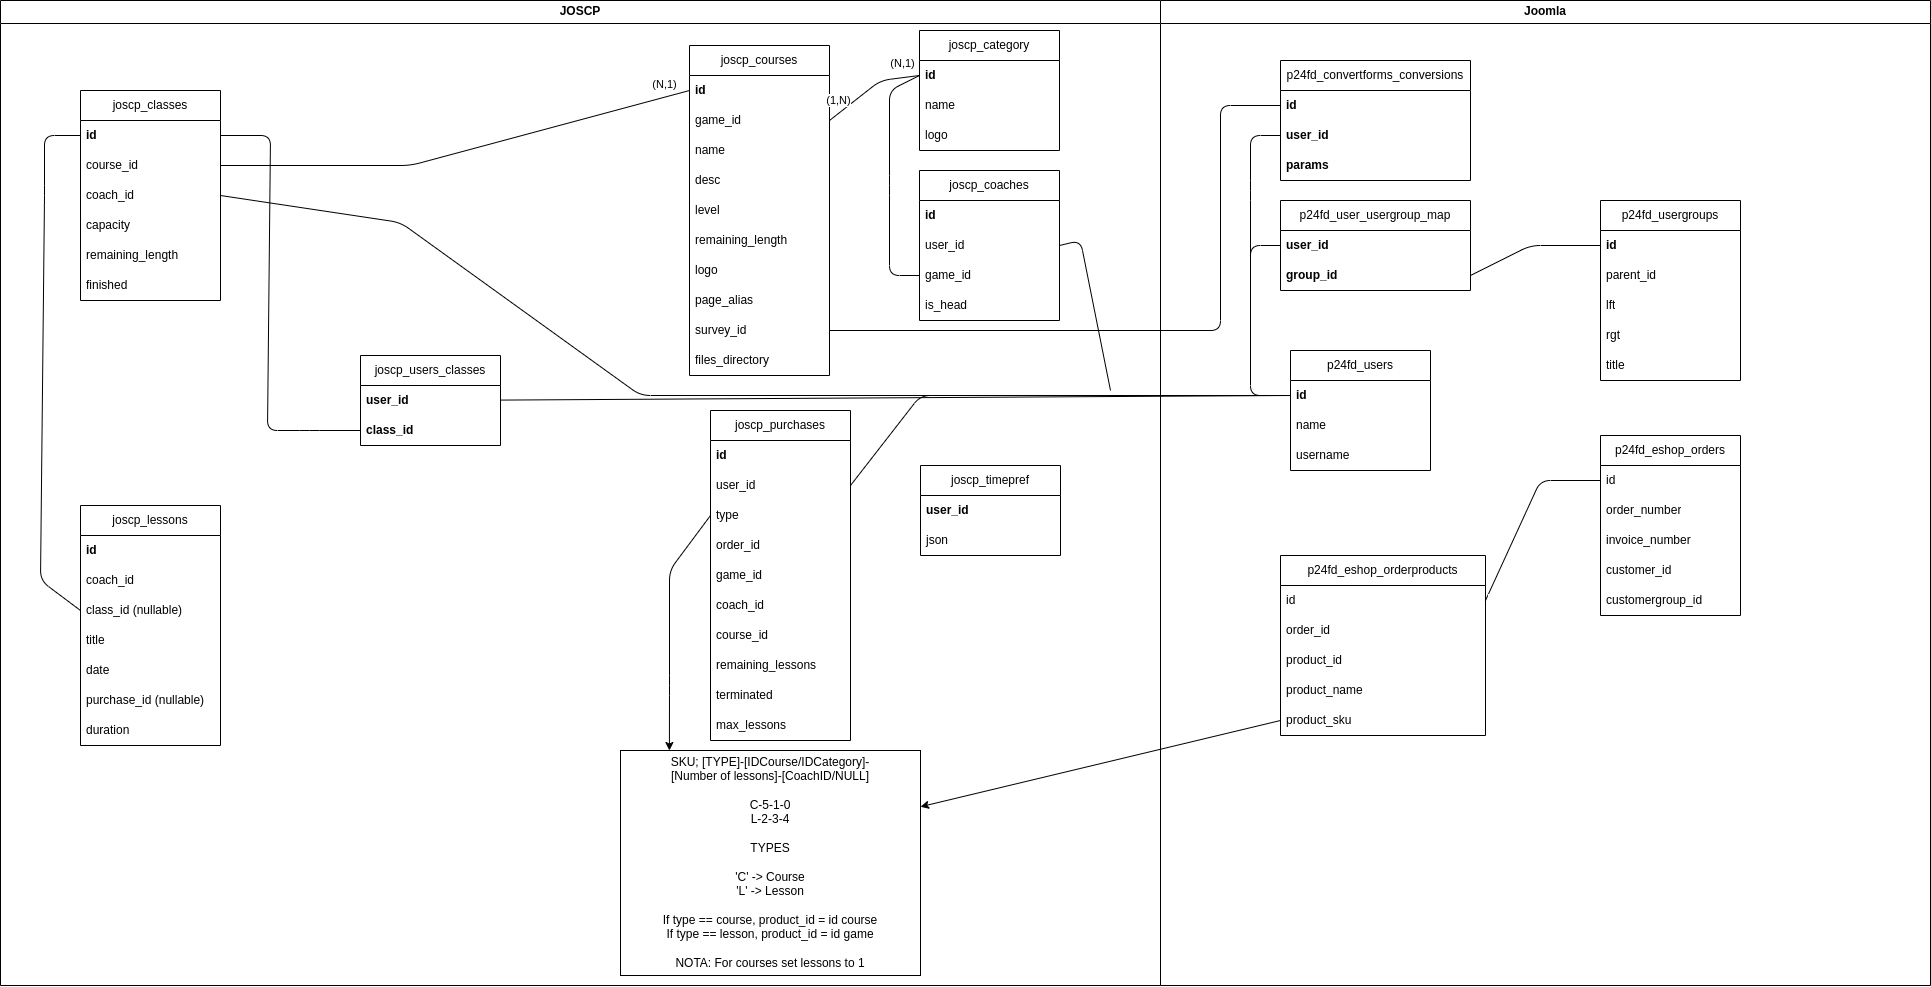 JOSCP
Joomla
joscp_classes
id
course_id
coach_id
capacity
remaining_length
finished
joscp_users_classes
user_id
class_id
joscp_lessons
id
coach_id
class_id (nullable)
title
date
purchase_id (nullable)
duration
(N,1)
joscp_courses
id
game_id
name
desc
level
remaining_length
logo
page_alias
survey_id
files_directory
(1,N)
(N,1)
joscp_category
id
name
logo
joscp_coaches
id
user_id
game_id
is_head
joscp_purchases
id
user_id
type
order_id
game_id
coach_id
course_id
remaining_lessons
terminated
max_lessons
joscp_timepref
user_id
json
SKU; [TYPE]-[IDCourse/IDCategory]-
[Number of lessons]-[CoachID/NULL]
C-5-1-0
L-2-3-4
TYPES
'C' -> Course
'L' -> Lesson
If type == course, product_id = id course
If type == lesson, product_id = id game
NOTA: For courses set lessons to 1
p24fd_convertforms_conversions
id
user_id
params
p24fd_user_usergroup_map
user_id
group_id
p24fd_usergroups
id
parent_id
lft
rgt
title
p24fd_users
id
name
username
p24fd_eshop_orders
id
order_number
invoice_number
customer_id
customergroup_id
p24fd_eshop_orderproducts
id
order_id
product_id
product_name
product_sku